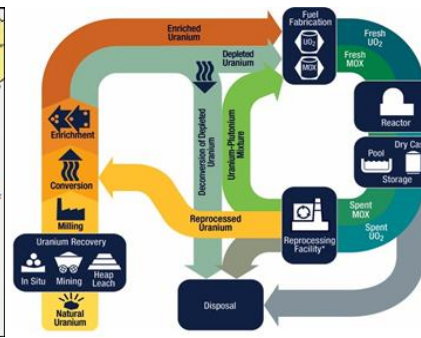 Enriched
Uranium
Depleted
Uranium
Fuel
Fabrication
UO2
MOX
Fresh
UO2
Fresh
MOX
Reactor
Dry Cas
Pool
Storage
Enrichment
Deconversion of Depleted
Uranium
Uranium-Plutonium
Mixture
Conversion
Milling
Reprocessed
Uranium
Reprocessing
Facility*
Spent
MOX
Spent
UO2
Uranium Recovery
In Situ
Mining
Heap
Leach
Natural
Uranium
Disposal